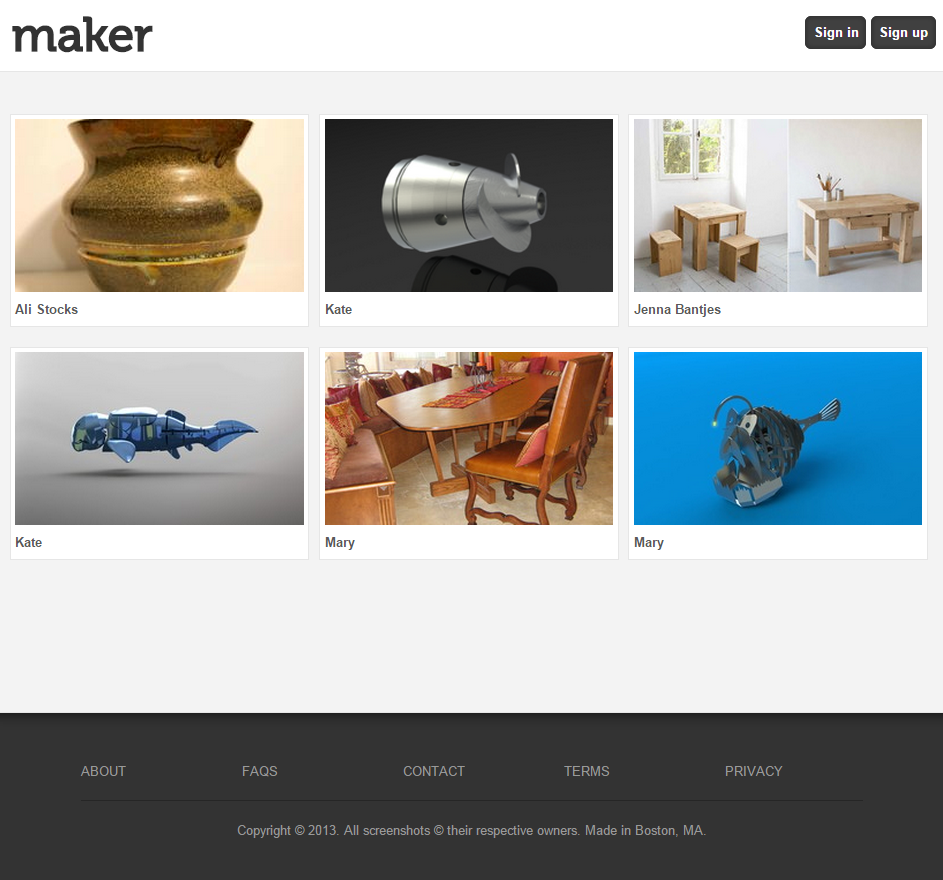 maker
Sign in
Sign up
Ali Stocks
Kate
Jenna Bantjes
Kate
Mary
Mary
ABOUT
FAQS
CONTACT
TERMS
PRIVACY
Copyright © 2013. All screenshots © their respective owners. Made in Boston, MA.